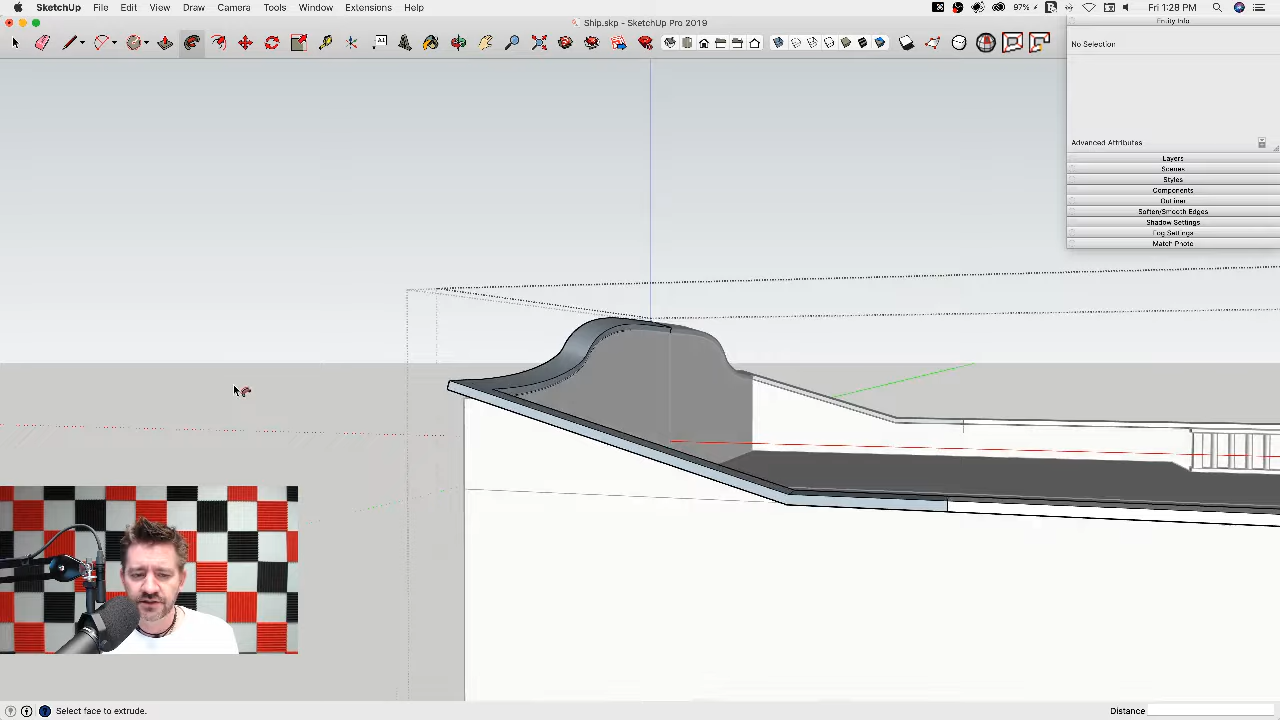 SketchUp File Edit View Draw Camera Tools Window Extensions Help 97% Fri 1:28 PM
Ship.skp - SketchUp Pro 2019
Entity Info
No Selection
Advanced Attributes
Layers
Scenes
Styles
Components
Outliner
Soften/Smooth Edges
Shadow Settings
Fog Settings
Match Photo
Select face to extrude.
Distance